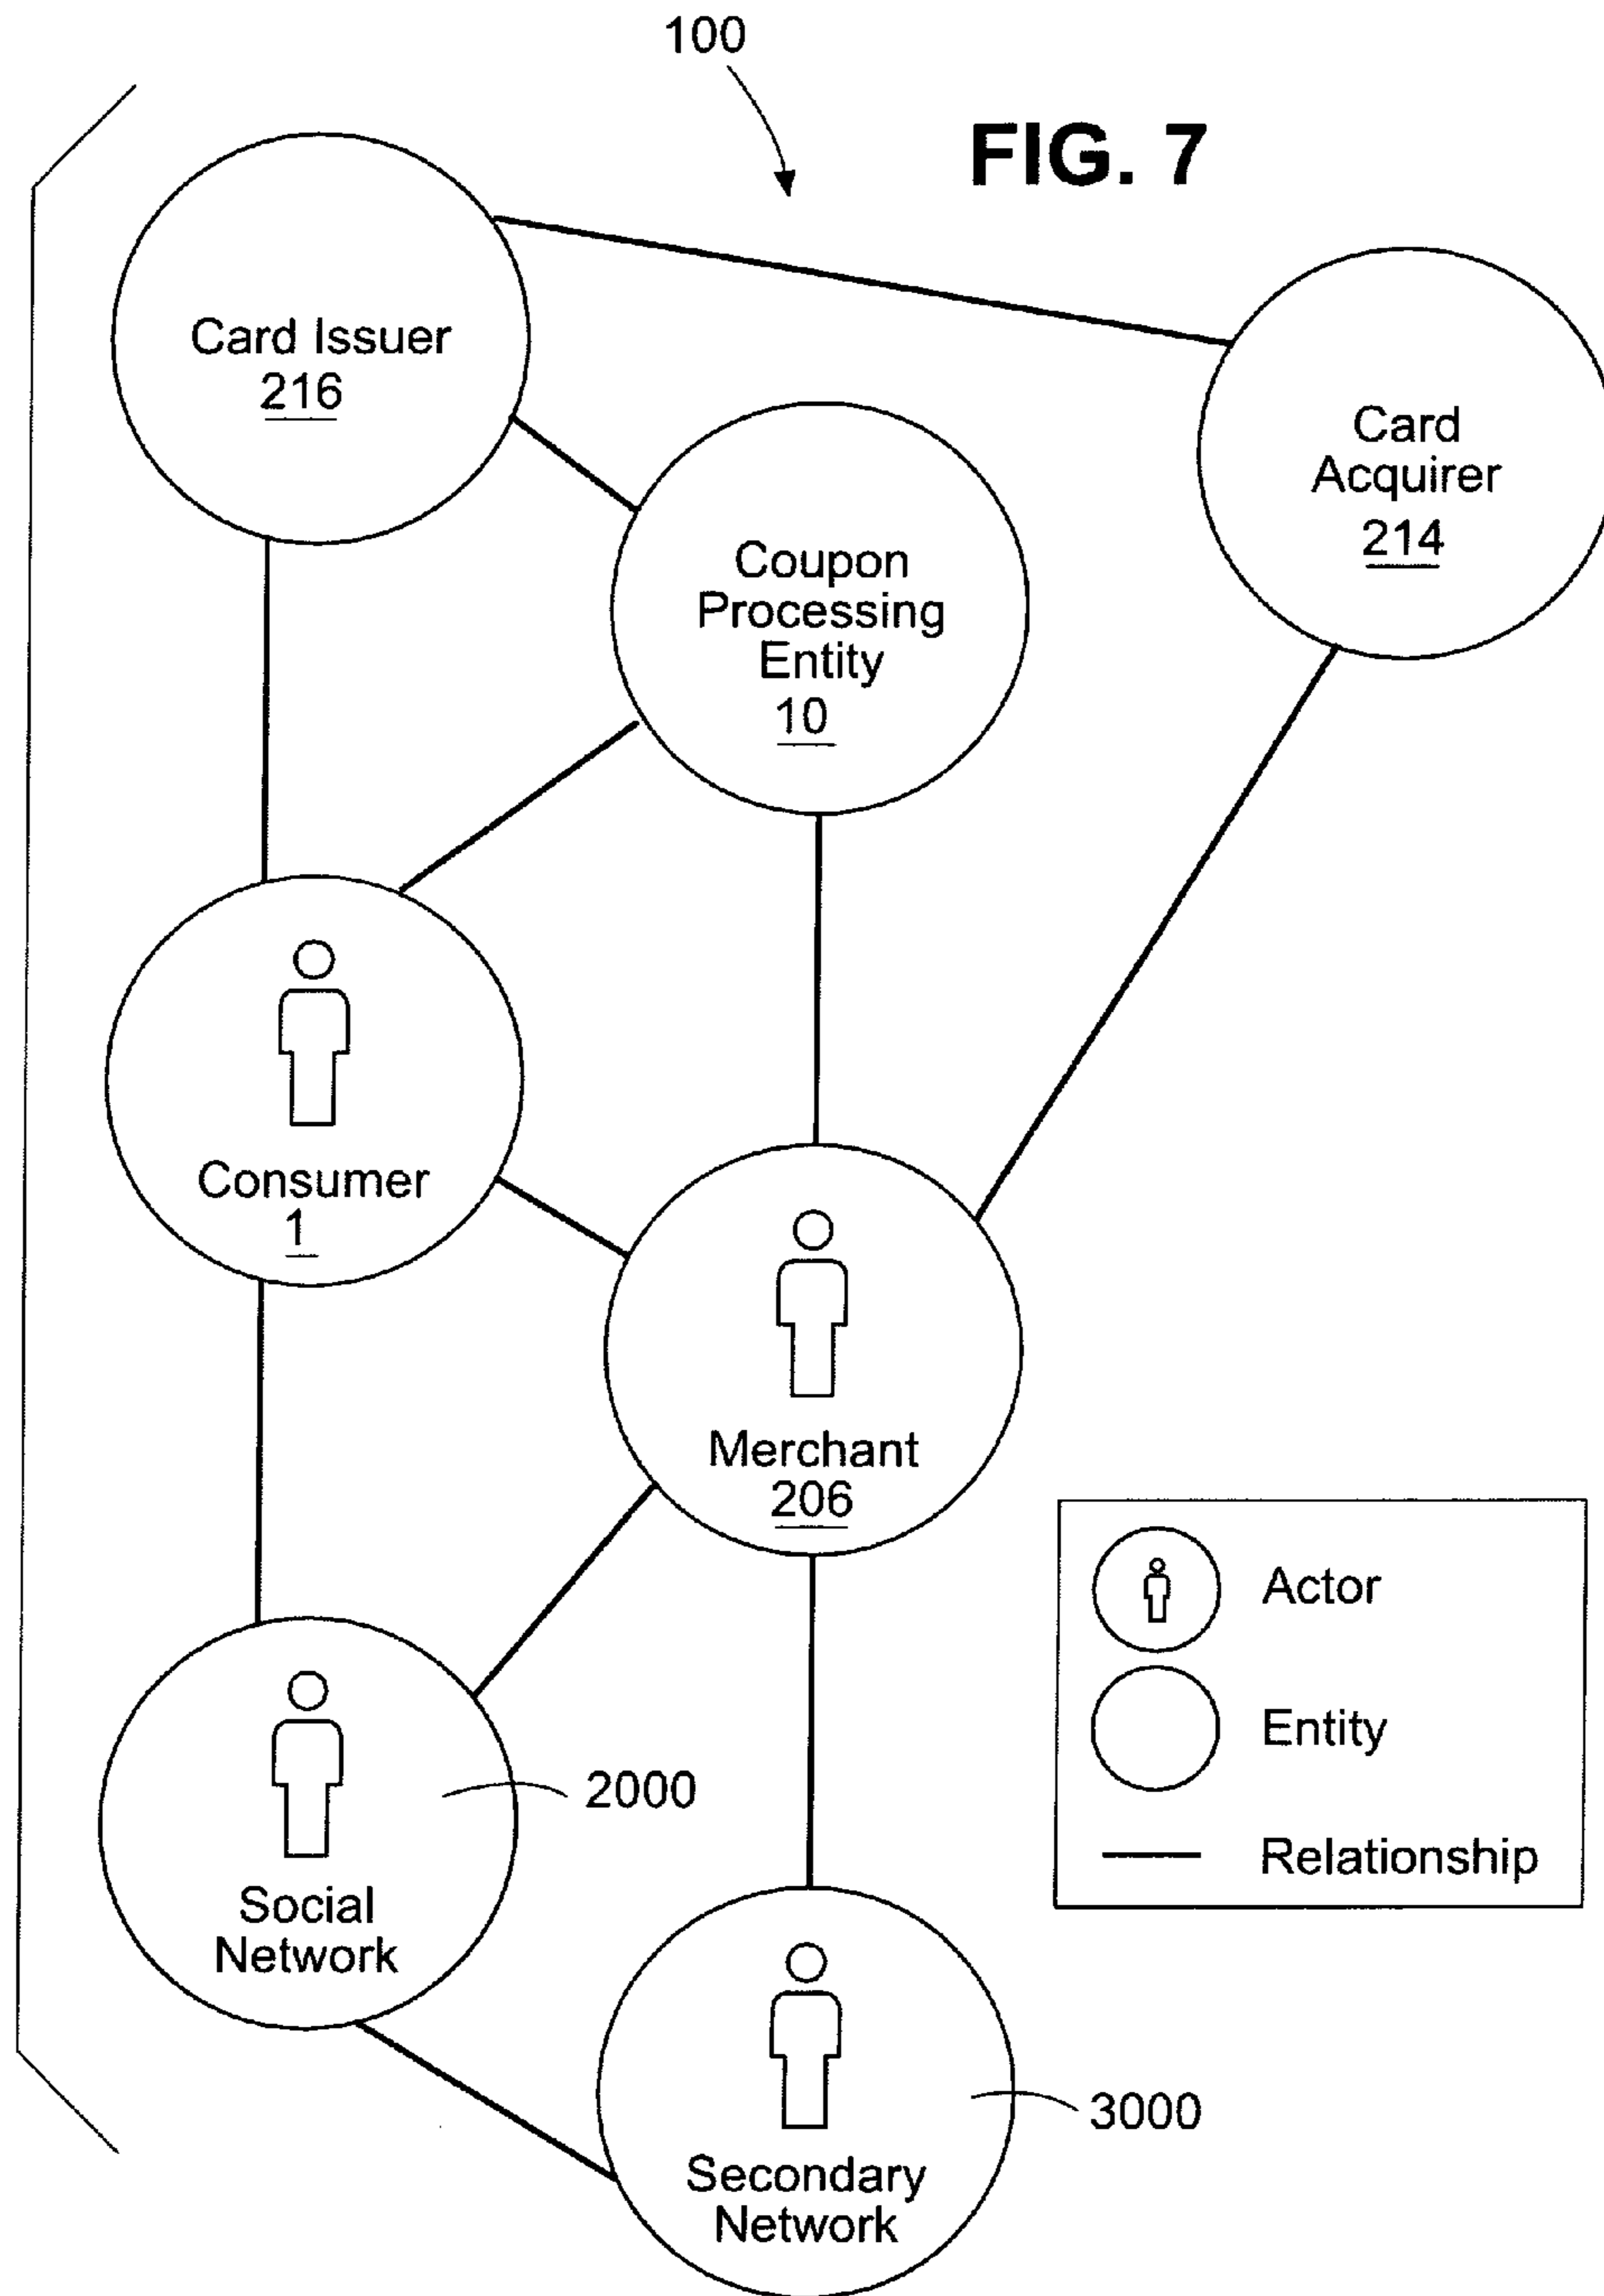 100
FIG. 7
Card Issuer
216
Card
Acquirer
214
Coupon
Processing
Entity
10
Consumer
1
Merchant
206
Actor
Entity
Relationship
2000
Social
Network
3000
Secondary
Network